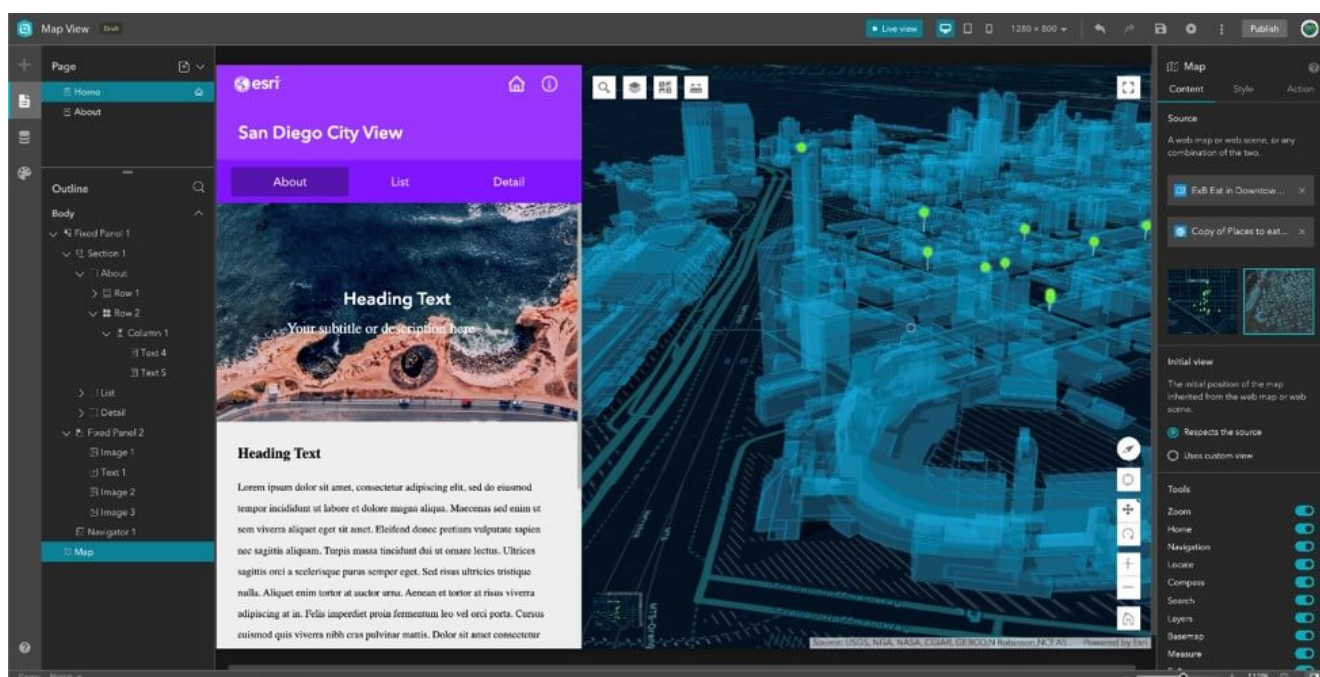 Map View Draft
Live view
1280 × 800
Publish
Page
Home
About
Outline
Body
Fixed Panel 1
Section 1
About
Row 1
Row 2
Column 1
Text 4
Text 5
List
Detail
Fixed Panel 2
Image 1
Text 1
Image 2
Image 3
Navigator 1
Map
esri
San Diego City View
About List Detail
Heading Text
Your subtitle or description here
Heading Text
Lorem ipsum dolor sit amet, consectetur adipiscing elit, sed do eiusmod
tempor incididunt ut labore et dolore magna aliqua. Maecenas sed enim ut
sem viverra aliquet eget sit amet. Eleifend donec pretium vulputate sapien
nec sagittis aliquam. Turpis massa tincidunt dui ut ornare lectus. Ultrices
sagittis orci a scelerisque purus semper eget. Sed risus ultricies tristique
nulla. Aliquet enim tortor at auctor urna. Aenean et tortor at risus viverra
adipiscing at in. Felis imperdiet proin fermentum leo vel orci porta. Cursus
euismod quis viverra nibh cras pulvinar mattis. Dolor sit amet consectetur
Source: USGS, NGA, NASA, CGIAR, GEBCO,N Robinson,NCEAS
Powered by Esri
Map
Content Style Action
Source
A web map or web scene, or any
combination of the two.
ExB Eat in Downtow...
Copy of Places to eat...
Initial view
The initial position of the map
inherited from the web map or web
scene.
Respects the source
Uses custom view
Tools
Zoom
Home
Navigation
Locate
Compass
Search
Layers
Basemap
Measure